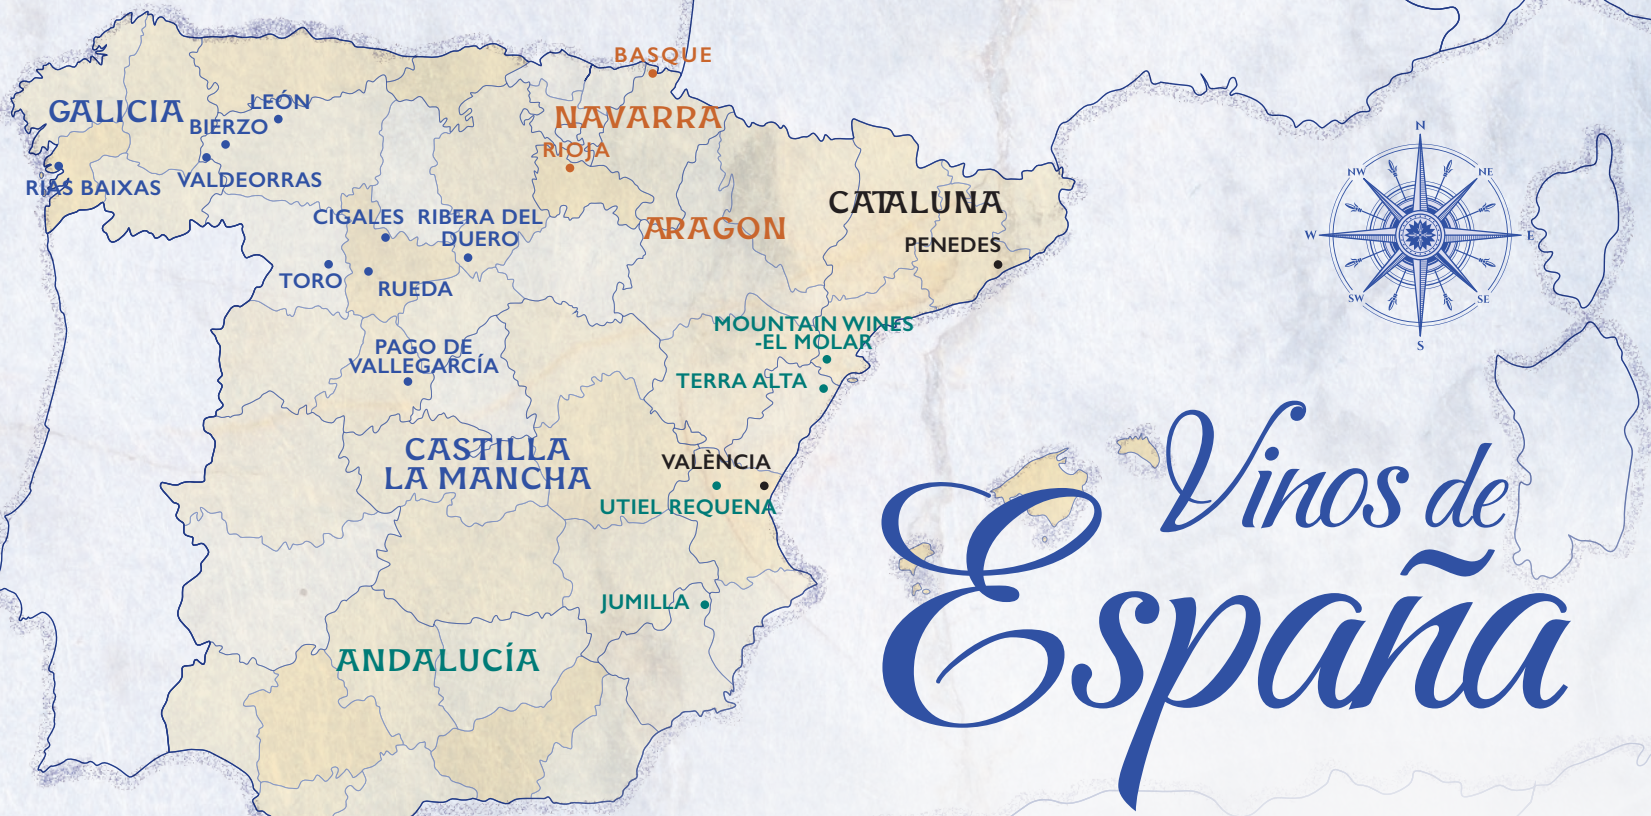 BASQUE
GALICIA
LEÓN
BIERZO
NAVARRA
RIOJA
RIAS BAIXAS
VALDEORRAS
CIGALES
RIBERA DEL
DUERO
ARAGON
CATALUNA
PENEDES
TORO
RUEDA
MOUNTAIN WINES
-EL MOLAR
PAGO DE
VALLEGARCÍA
TERRA ALTA
CASTILLA
LA MANCHA
VALÈNCIA
UTIEL REQUENA
JUMILLA
ANDALUCÍA
N
NW
NE
W
E
SW
SE
S
Vinos de
España